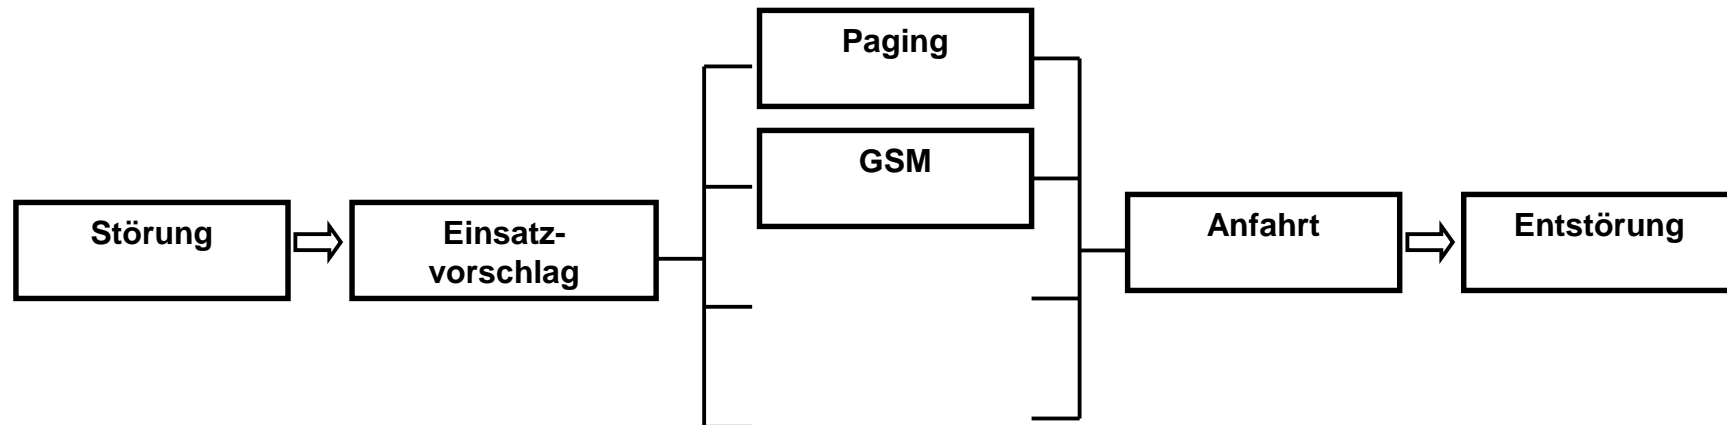 Paging
GSM
Störung
Einsatz-
vorschlag
Anfahrt
Entstörung